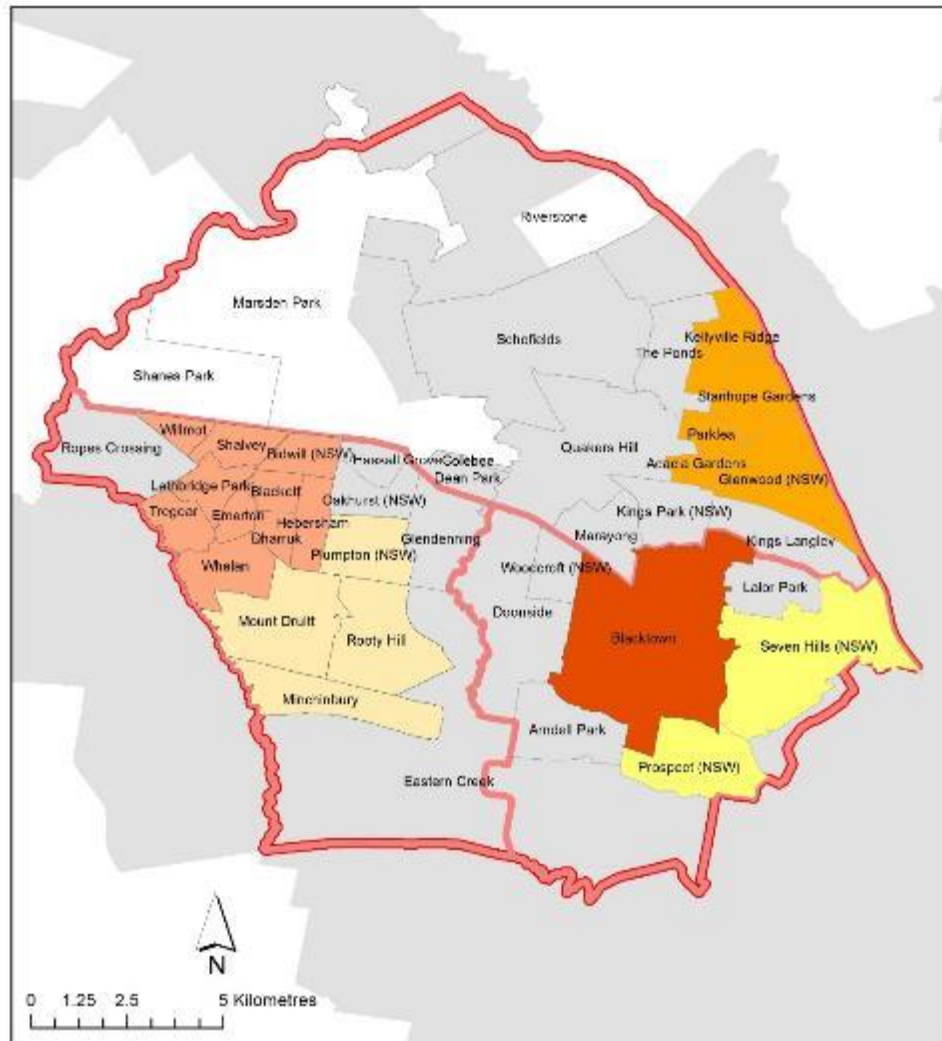 Riverstone
Marsden Park
Schofields
Kellyville Ridge
The Ponds
Shanes Park
Stanhope Gardens
Willmot
Parklea
Ropes Crossing
Shalvey
Bidwill (NSW)
Quakers Hill
Hassall Grove
Colebee
Acacia Gardens
Dean Park
Glenwood (NSW)
Lethbridge Park
Blackett
Oakhurst (NSW)
Tregear
Emerton
Hebersham
Kings Park (NSW)
Dharruk
Glendenning
Marayong
Kings Langley
Plumpton (NSW)
Whalan
Woodcroft (NSW)
Lalor Park
Doonside
Mount Druitt
Rooty Hill
Blacktown
Seven Hills (NSW)
Minchinbury
Arndell Park
Prospect (NSW)
Eastern Creek
N
0 1.25 2.5 5 Kilometres